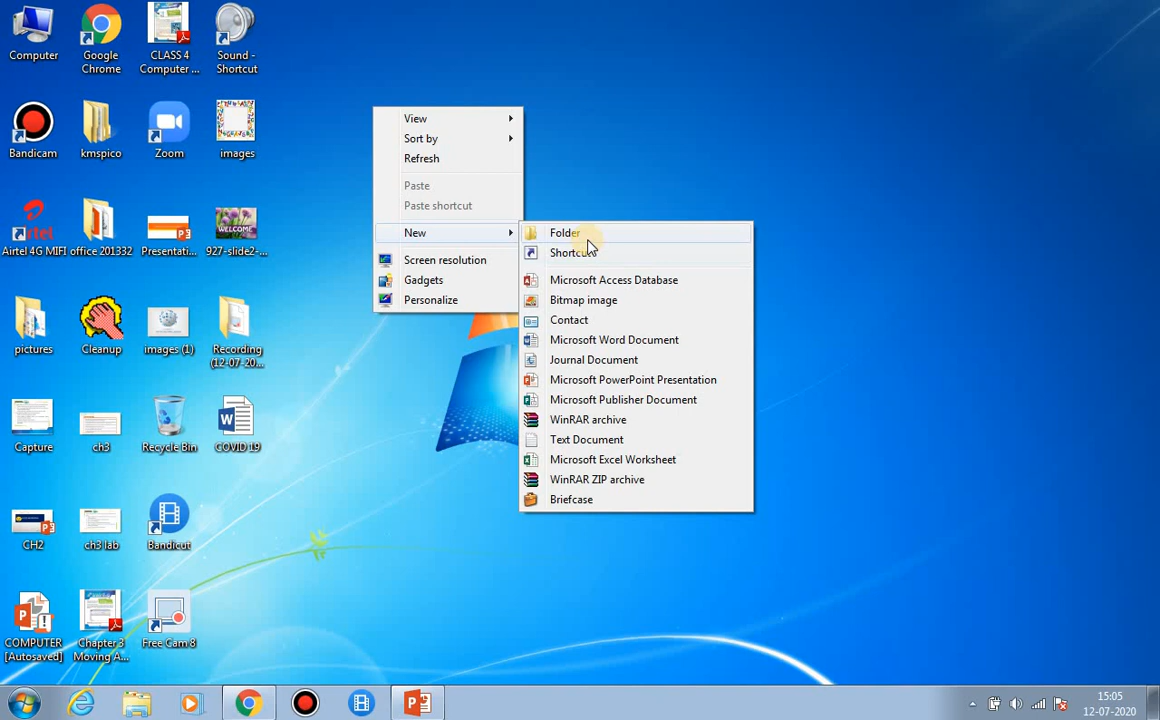 Computer
Google
Chrome
CLASS 4
Computer ...
Sound -
Shortcut
Bandicam
kmspico
Zoom
images
airtel
Airtel 4G MIFI
office 201332
Presentati...
WELCOME
927-slide2-...
pictures
Cleanup
images (1)
Recording
(12-07-20...
Capture
ch3
Recycle Bin
COVID 19
CH2
ch3 lab
Bandicut
COMPUTER
[Autosaved]
Chapter 3
Moving A...
Free Cam 8
View
Sort by
Refresh
Paste
Paste shortcut
New
Screen resolution
Gadgets
Personalize
Folder
Shortcut
Microsoft Access Database
Bitmap image
Contact
Microsoft Word Document
Journal Document
Microsoft PowerPoint Presentation
Microsoft Publisher Document
WinRAR archive
Text Document
Microsoft Excel Worksheet
WinRAR ZIP archive
Briefcase
15:05
12-07-2020